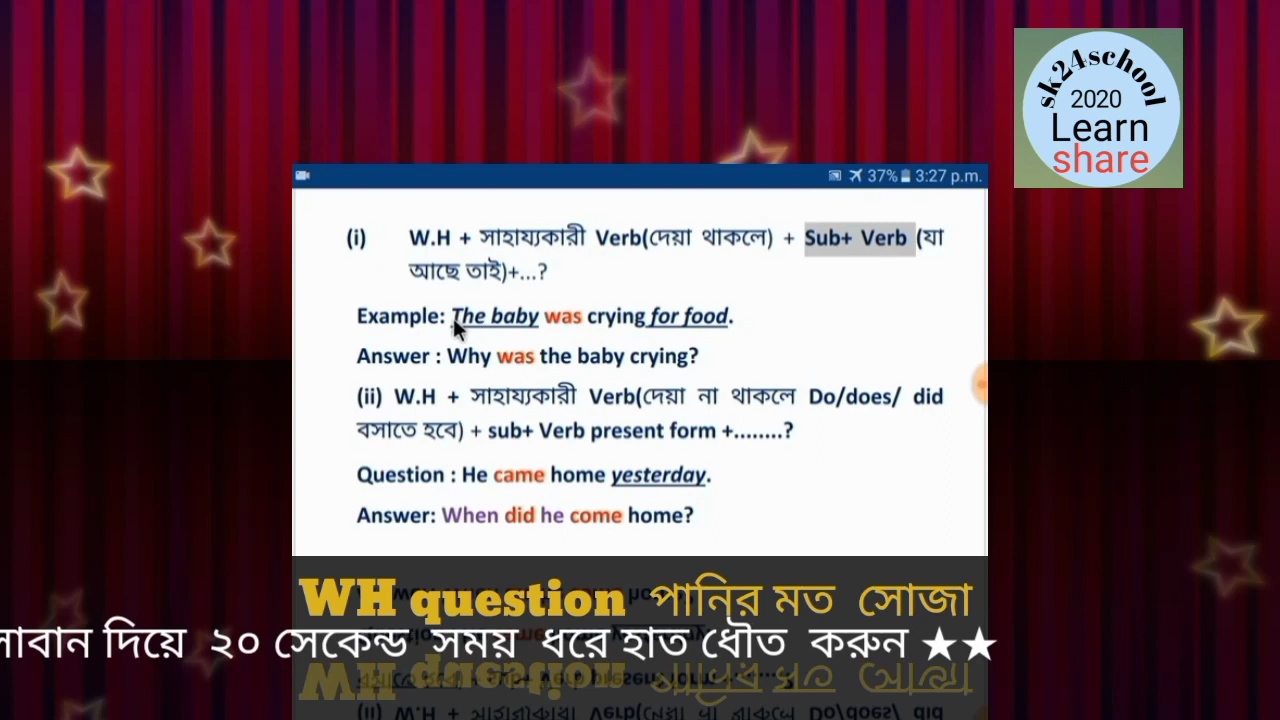 sk24school
2020
Learn
share
37% 3:27 p.m.
(i) W.H + সাহায্যকারী Verb(দেয়া থাকলে) + Sub+ Verb (যা
আছে তাই)+...?
Example: The baby was crying for food.
Answer : Why was the baby crying?
(ii) W.H + সাহায্যকারী Verb(দেয়া না থাকলে Do/does/ did
বসাতে হবে) + sub+ Verb present form +........?
Question : He came home yesterday.
Answer: When did he come home?
WH question পানির মত সোজা
দিয়ে ২০ সেকেন্ড সময় ধরে হাত ধৌত করুন ★★